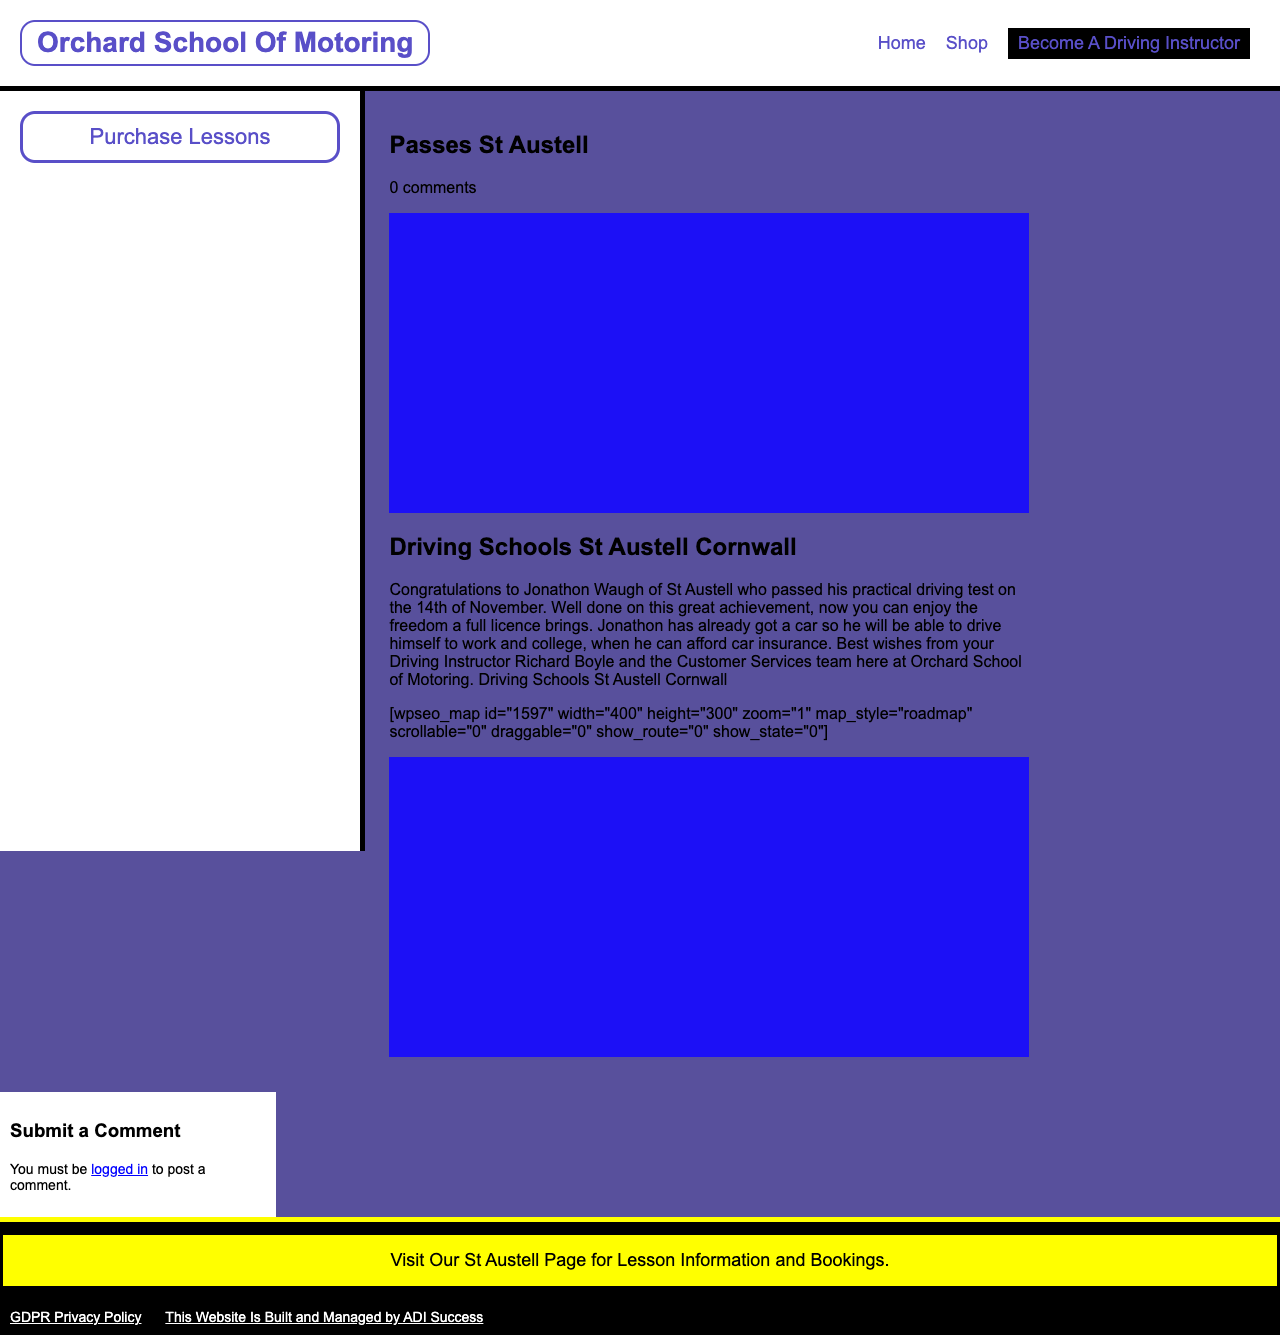 Orchard School Of Motoring
Home
Shop
Become A Driving Instructor
Purchase Lessons
Passes St Austell
0 comments
Driving Schools St Austell Cornwall
Congratulations to Jonathon Waugh of St Austell who passed his practical driving test on
the 14th of November. Well done on this great achievement, now you can enjoy the
freedom a full licence brings. Jonathon has already got a car so he will be able to drive
himself to work and college, when he can afford car insurance. Best wishes from your
Driving Instructor Richard Boyle and the Customer Services team here at Orchard School
of Motoring. Driving Schools St Austell Cornwall
[wpseo_map id="1597" width="400" height="300" zoom="1" map_style="roadmap"
scrollable="0" draggable="0" show_route="0" show_state="0"]
Submit a Comment
You must be logged in to post a
comment.
Visit Our St Austell Page for Lesson Information and Bookings.
GDPR Privacy Policy
This Website Is Built and Managed by ADI Success